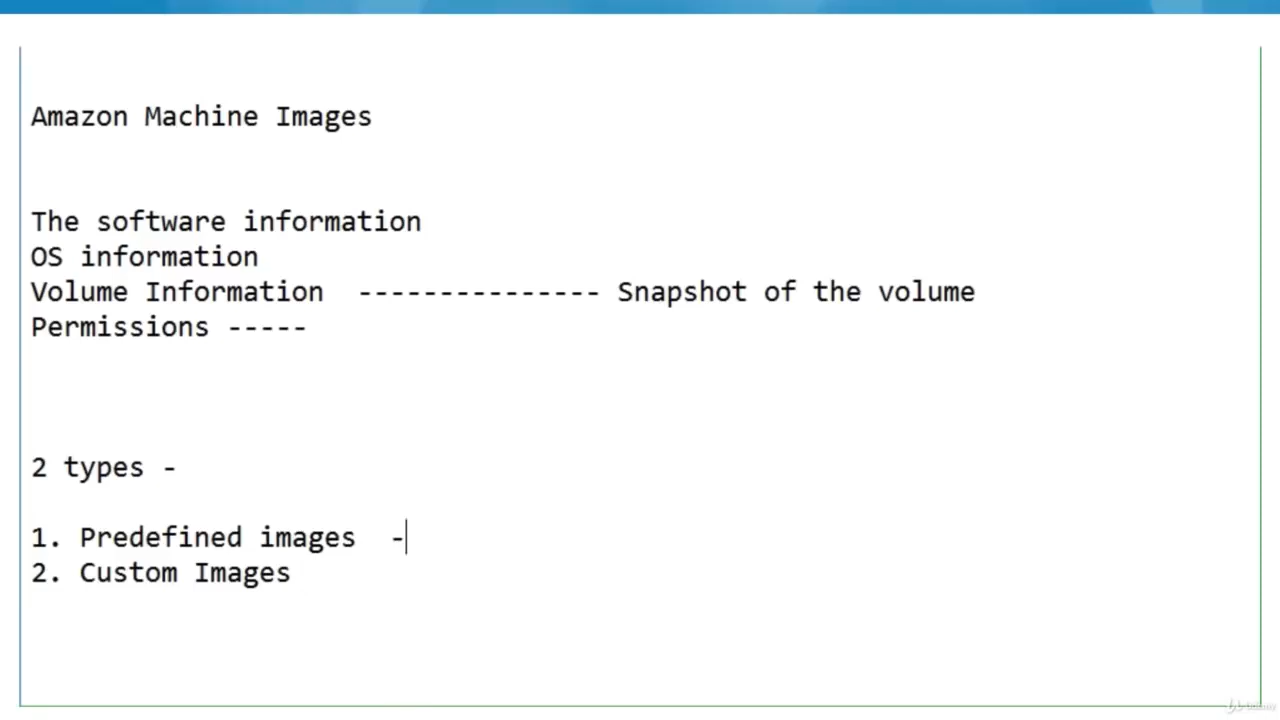 Amazon Machine Images
The software information
OS information
Volume Information --------------- Snapshot of the volume
Permissions -----
2 types -
1. Predefined images -
2. Custom Images
Udemy